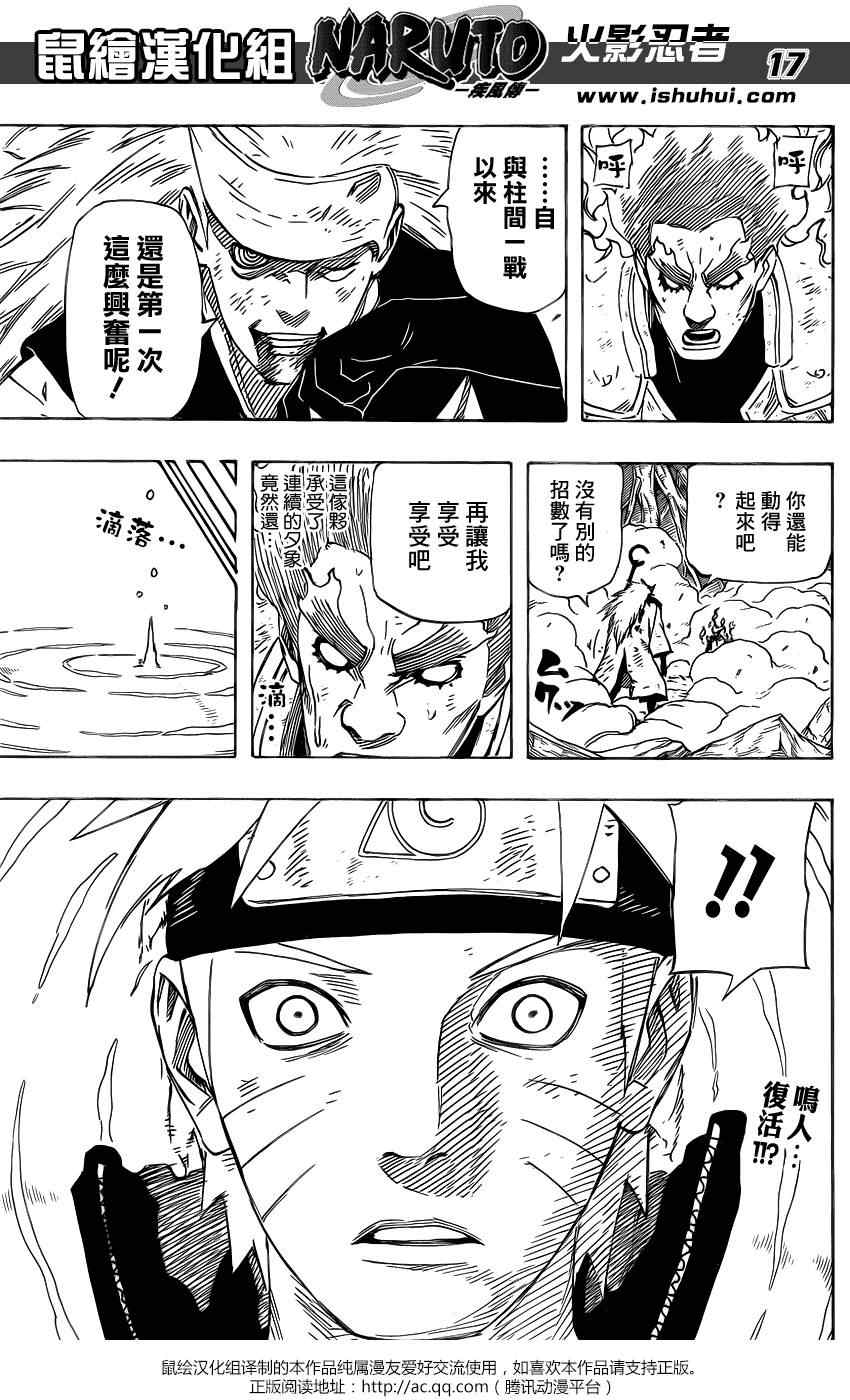 鼠繪漢化組
NARUTO
-疾風傳-
火影忍者
17
www.ishuhui.com
呼
呼
……自
與柱間一戰
以來
還是第一次
這麼興奮呢！
你還能
動得
起來吧
？
沒有別的
招數了嗎？
ムクッ
再讓我
享受
享受吧
這傢夥
承受了
連續的夕象
竟然還…
滴…
滴落…
!!
鳴人…
復活!!?
鼠绘汉化组译制的本作品纯属漫友爱好交流使用，如喜欢本作品请支持正版。
正版阅读地址：http://ac.qq.com（腾讯动漫平台）